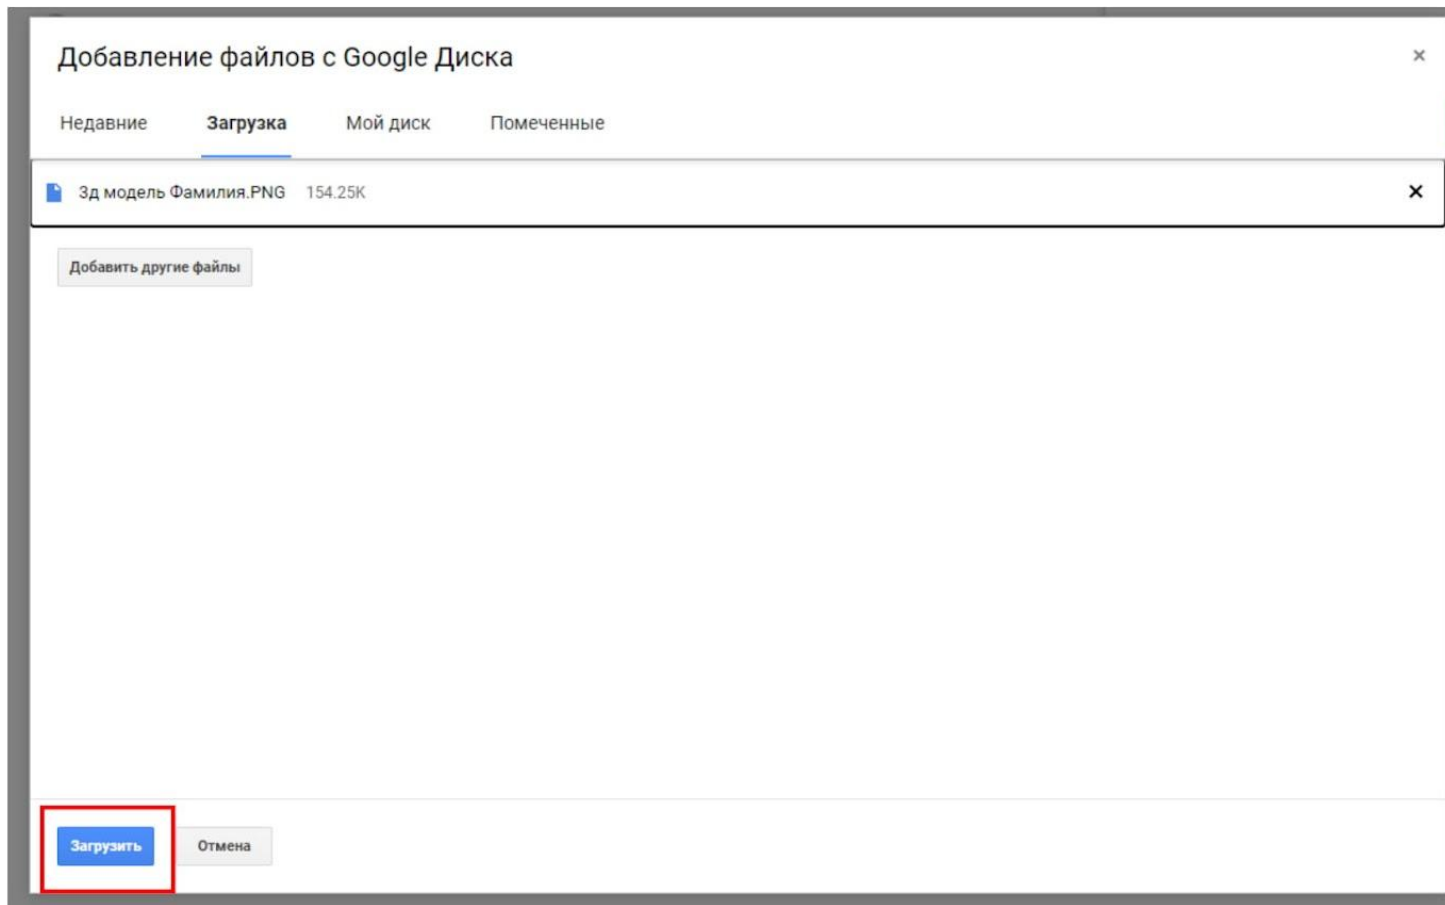 Добавление файлов с Google Диска
Недавние Загрузка Мой диск Помеченные
3д модель Фамилия.PNG 154.25K
Добавить другие файлы
Загрузить Отмена